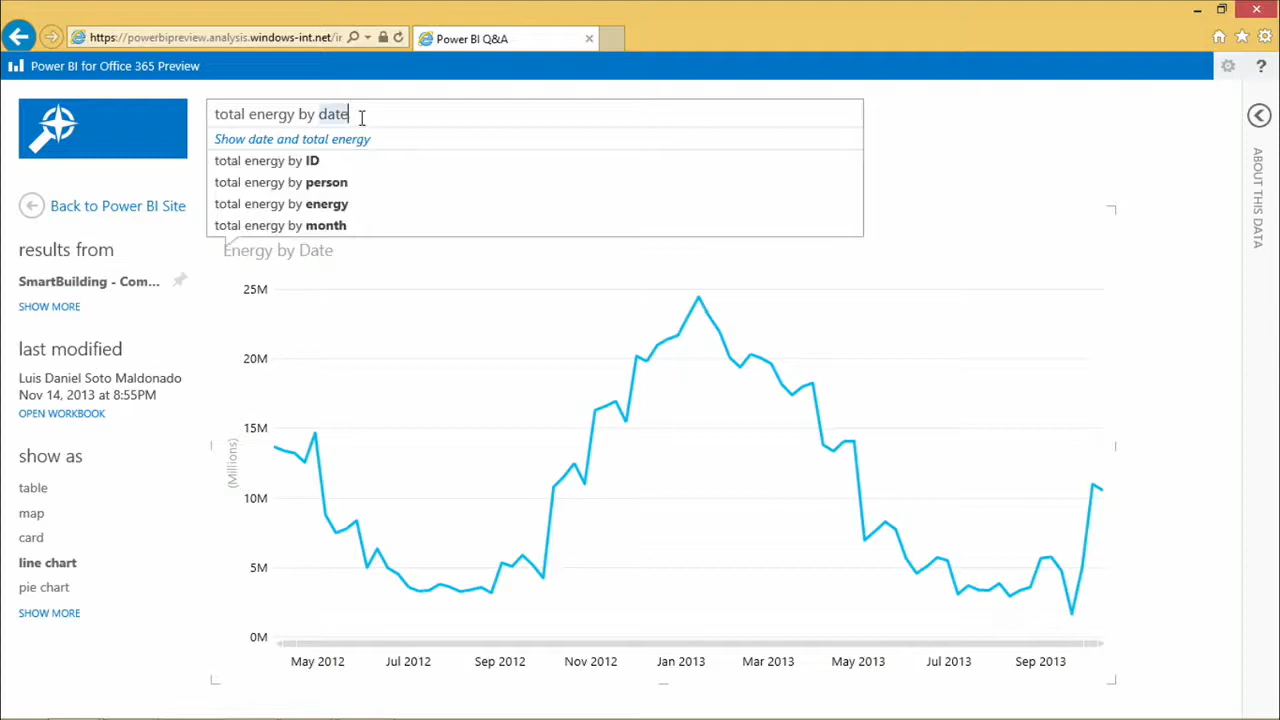 https://powerbipreview.analysis.windows-int.net/ir
Power BI Q&A
Power BI for Office 365 Preview
?
total energy by date
Show date and total energy
total energy by ID
total energy by person
total energy by energy
total energy by month
Back to Power BI Site
results from
SmartBuilding - Com...
SHOW MORE
last modified
Luis Daniel Soto Maldonado
Nov 14, 2013 at 8:55PM
OPEN WORKBOOK
show as
table
map
card
line chart
pie chart
SHOW MORE
Energy by Date
(Millions)
25M
20M
15M
10M
5M
0M
May 2012
Jul 2012
Sep 2012
Nov 2012
Jan 2013
Mar 2013
May 2013
Jul 2013
Sep 2013
ABOUT THIS DATA